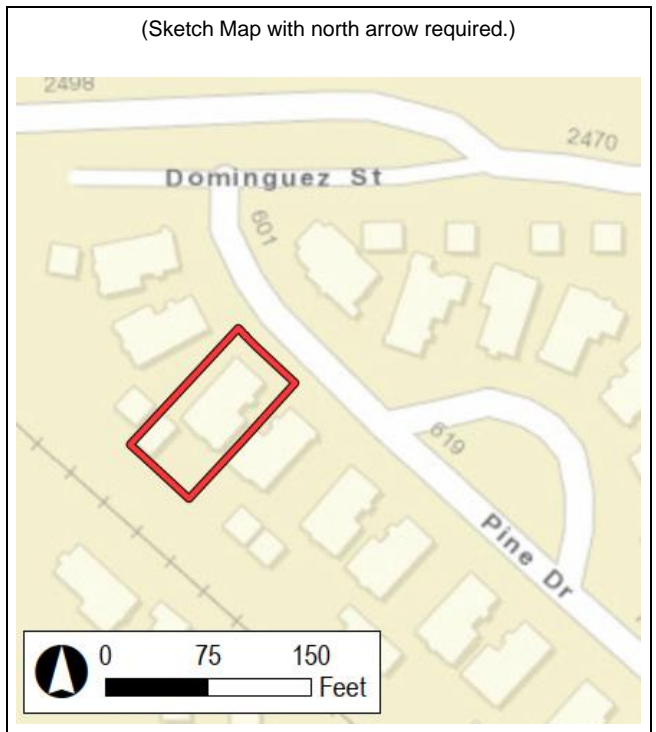 (Sketch Map with north arrow required.)
2498
2470
Dominguez St
601
619
Pine Dr
0 75 150
Feet